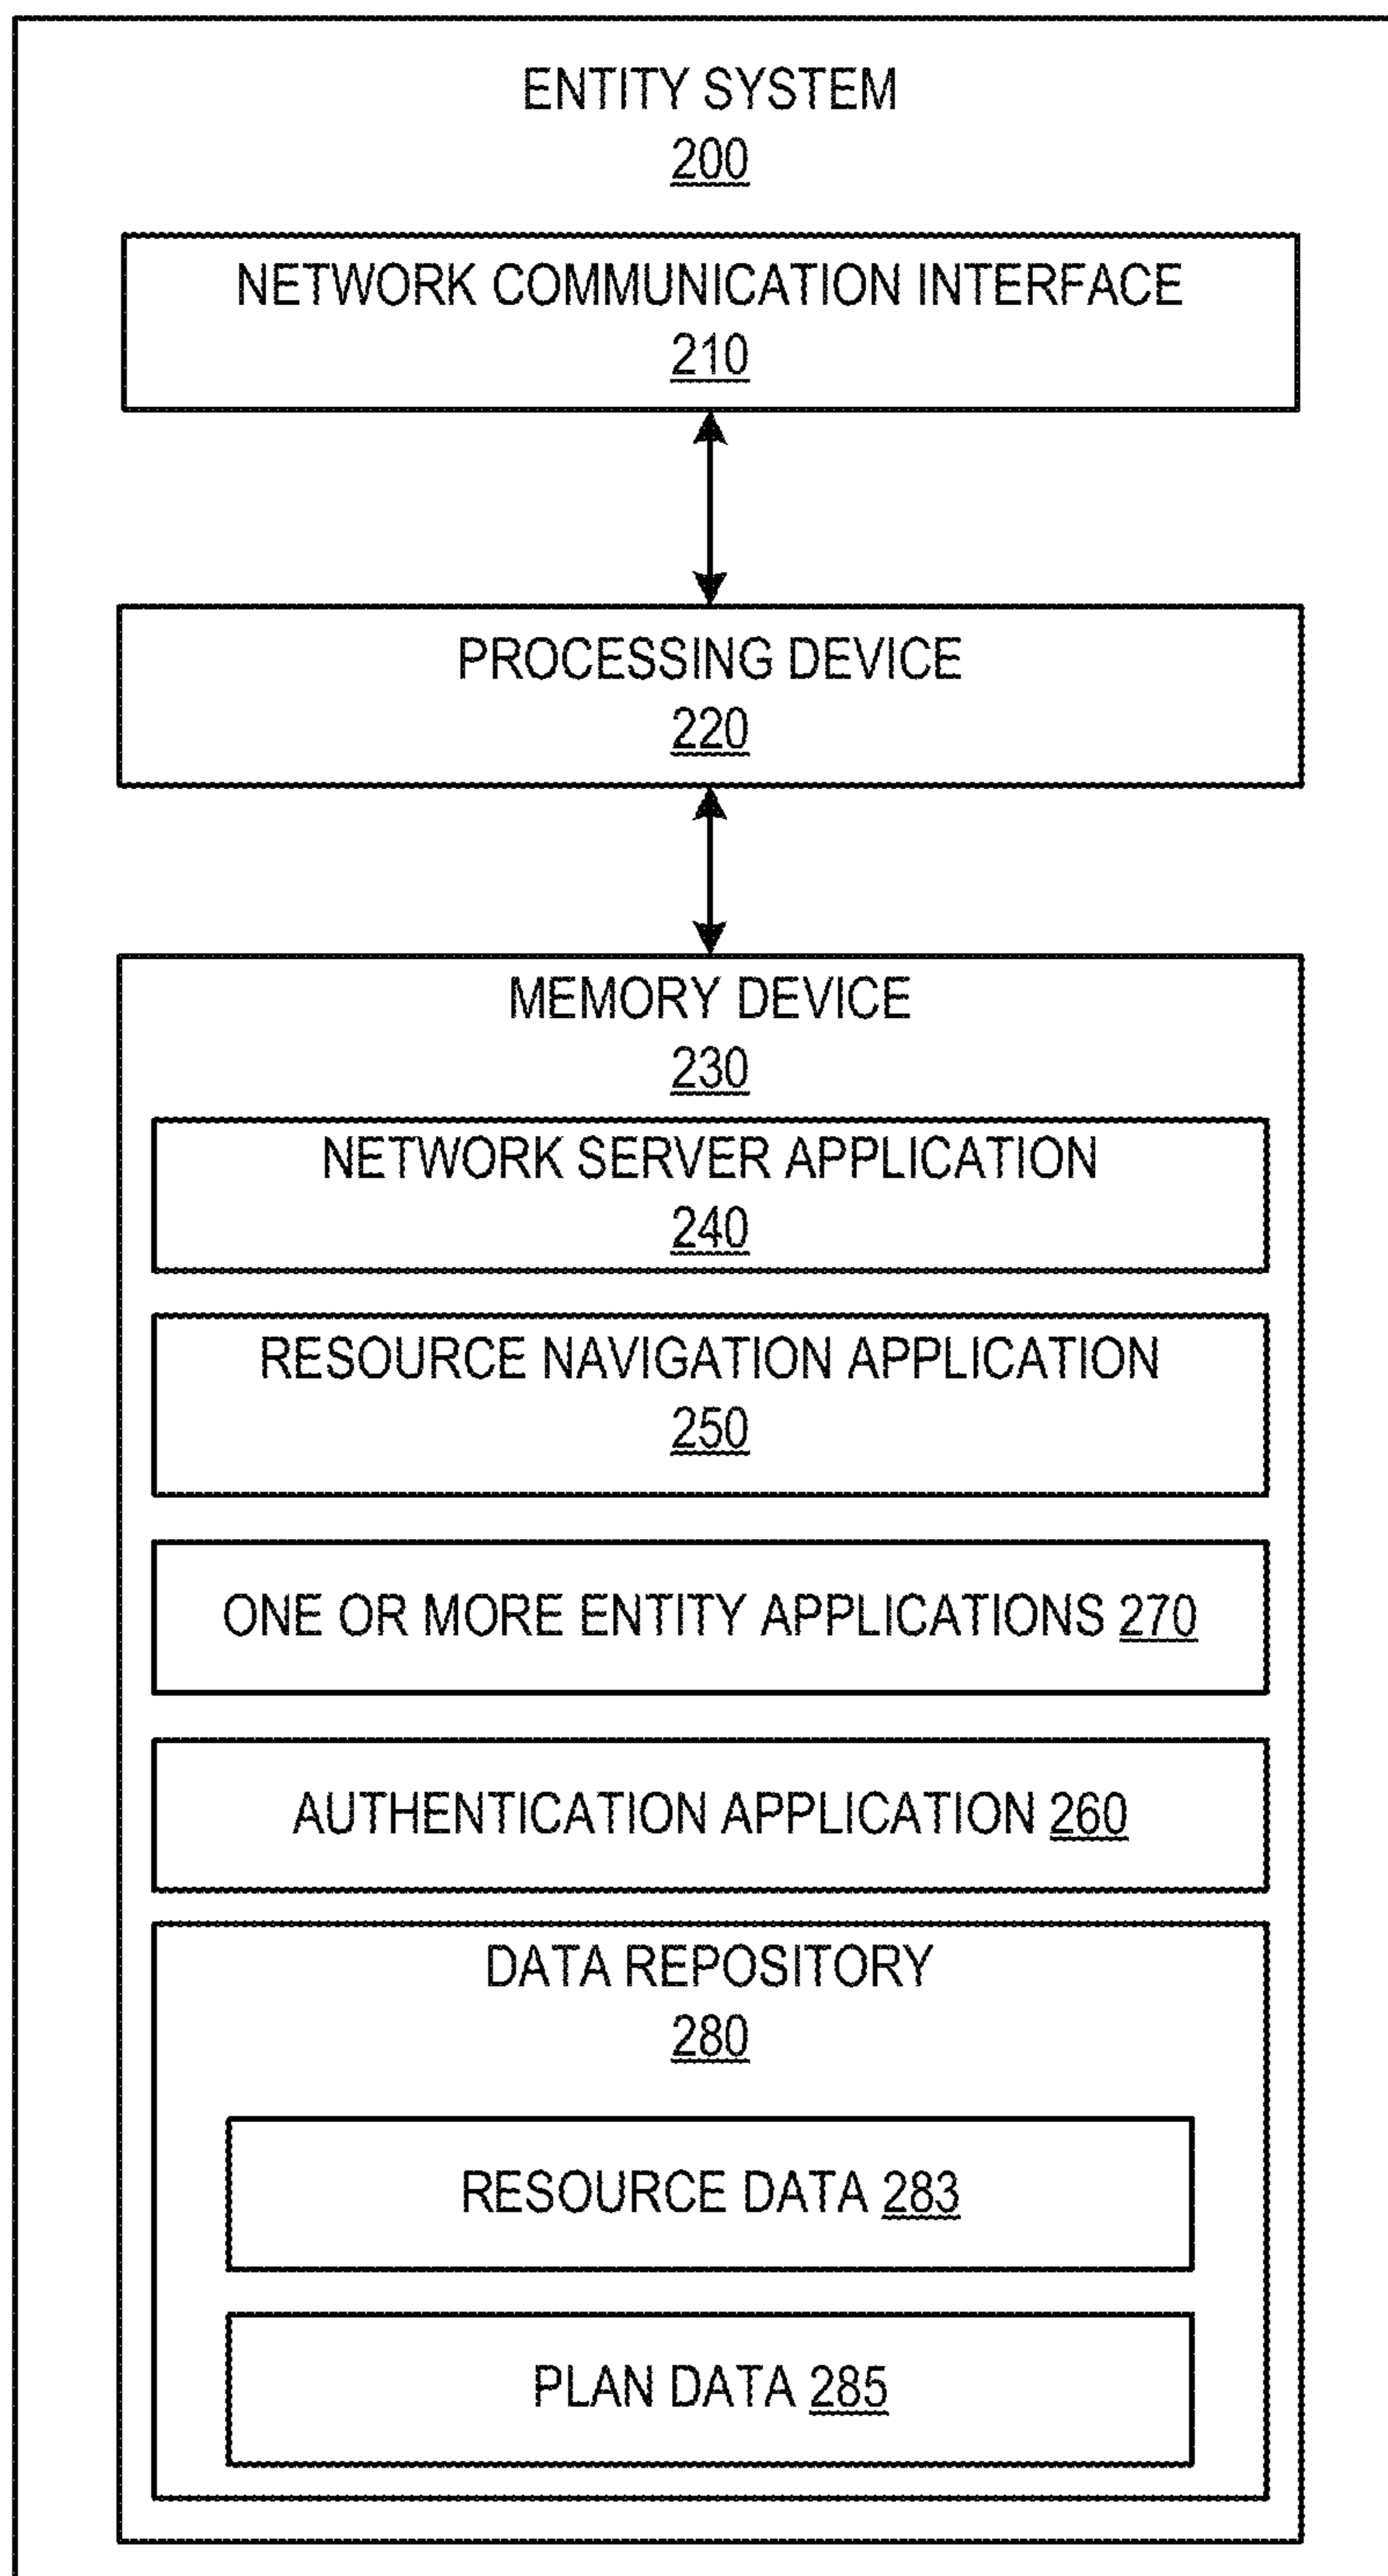 ENTITY SYSTEM
200
NETWORK COMMUNICATION INTERFACE
210
PROCESSING DEVICE
220
MEMORY DEVICE
230
NETWORK SERVER APPLICATION
240
RESOURCE NAVIGATION APPLICATION
250
ONE OR MORE ENTITY APPLICATIONS 270
AUTHENTICATION APPLICATION 260
DATA REPOSITORY
280
RESOURCE DATA 283
PLAN DATA 285